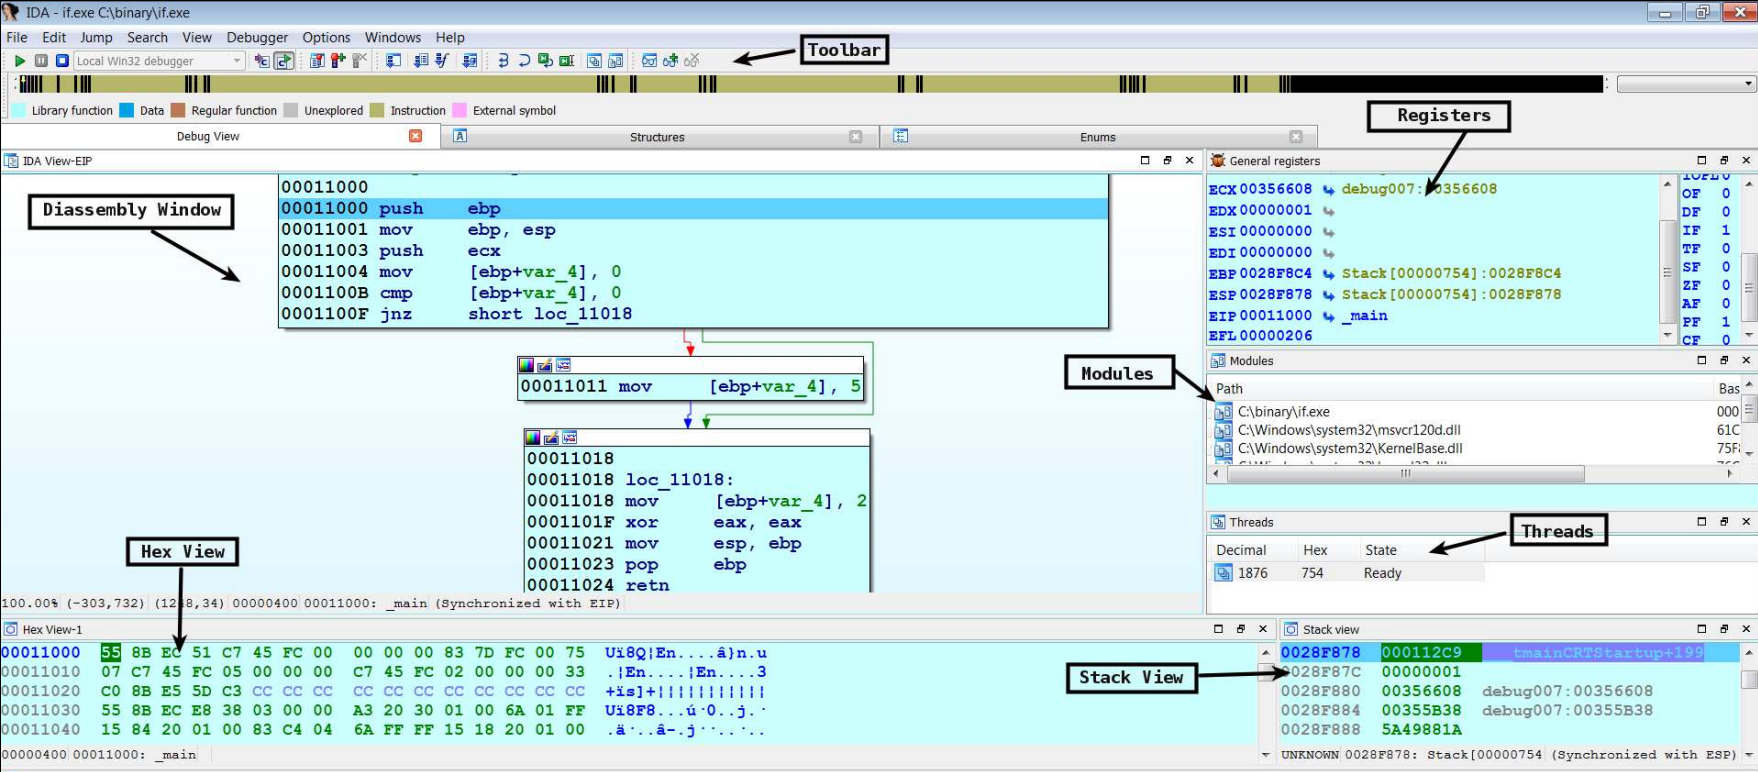 IDA - if.exe C:\binary\if.exe
File Edit Jump Search View Debugger Options Windows Help
Local Win32 debugger
Toolbar
Library function Data Regular function Unexplored Instruction External symbol
Registers
Debug View Structures Enums
IDA View-EIP
General registers
Diassembly Window
00011000
00011000 push ebp
00011001 mov ebp, esp
00011003 push ecx
00011004 mov [ebp+var_4], 0
0001100B cmp [ebp+var_4], 0
0001100F jnz short loc_11018
00011011 mov [ebp+var_4], 5
00011018
00011018 loc_11018:
00011018 mov [ebp+var_4], 2
0001101F xor eax, eax
00011021 mov esp, ebp
00011023 pop ebp
00011024 retn
100.00% (-303,732) 00000400 00011000: _main (Synchronized with EIP)
ECX 00356608 debug007:00356608
EDX 00000001
ESI 00000000
EDI 00000000
EBP 0028F8C4 Stack[00000754]:0028F8C4
ESP 0028F878 Stack[00000754]:0028F878
EIP 00011000 _main
EFL 00000206
OF 0
DF 0
IF 1
TF 0
SF 0
ZF 0
AF 0
PF 1
CF 0
Modules
Modules
Path Bas
C:\binary\if.exe 000
C:\Windows\system32\msvcr120d.dll 61C
C:\Windows\system32\KernelBase.dll 75F
Threads
Threads
Decimal Hex State
1876 754 Ready
Hex View
Hex View-1
00011000 55 8B EC 51 C7 45 FC 00 00 00 00 83 7D FC 00 75 Uï8Q¦En....â}n.u
00011010 07 C7 45 FC 05 00 00 00 C7 45 FC 02 00 00 00 33 .¦En....¦En....3
00011020 C0 8B E5 5D C3 CC CC CC CC CC CC CC CC CC CC CC +ïs]+¦¦¦¦¦¦¦¦¦¦¦
00011030 55 8B EC E8 38 03 00 00 A3 20 30 01 00 6A 01 FF
00011040 15 84 20 01 00 83 C4 04 6A FF FF 15 18 20 01 00
00000400 00011000: _main
Stack View
Stack view
0028F878 000112C9 ___tmainCRTStartup+199
0028F87C 00000001
0028F880 00356608 debug007:00356608
0028F884 00355B38 debug007:00355B38
0028F888 5A49881A
UNKNOWN 0028F878: Stack[00000754 (Synchronized with ESP)